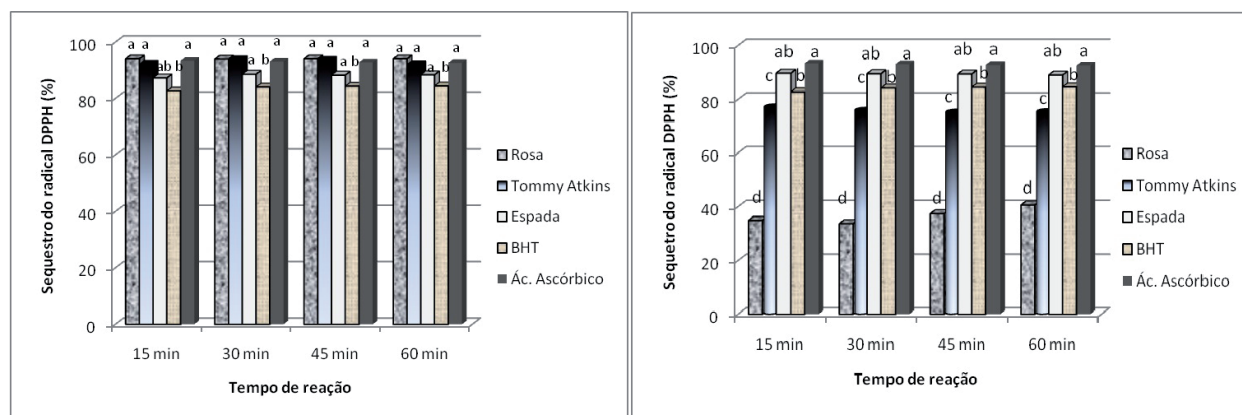 Sequestro do radical DPPH (%)
100
80
60
40
20
0
a a ab b a
a a a b a
a a a b a
a a a b a
15 min 30 min 45 min 60 min
Tempo de reação
Rosa
Tommy Atkins
Espada
BHT
Ác. Ascórbico
Sequetro do radical DPPH (%)
100
80
60
40
20
0
d c ab b a
d c ab b a
d c ab b a
d c ab b a
15 min 30 min 45 min 60 min
Tempo de reação
Rosa
Tommy Atkins
Espada
BHT
Ác. Ascórbico